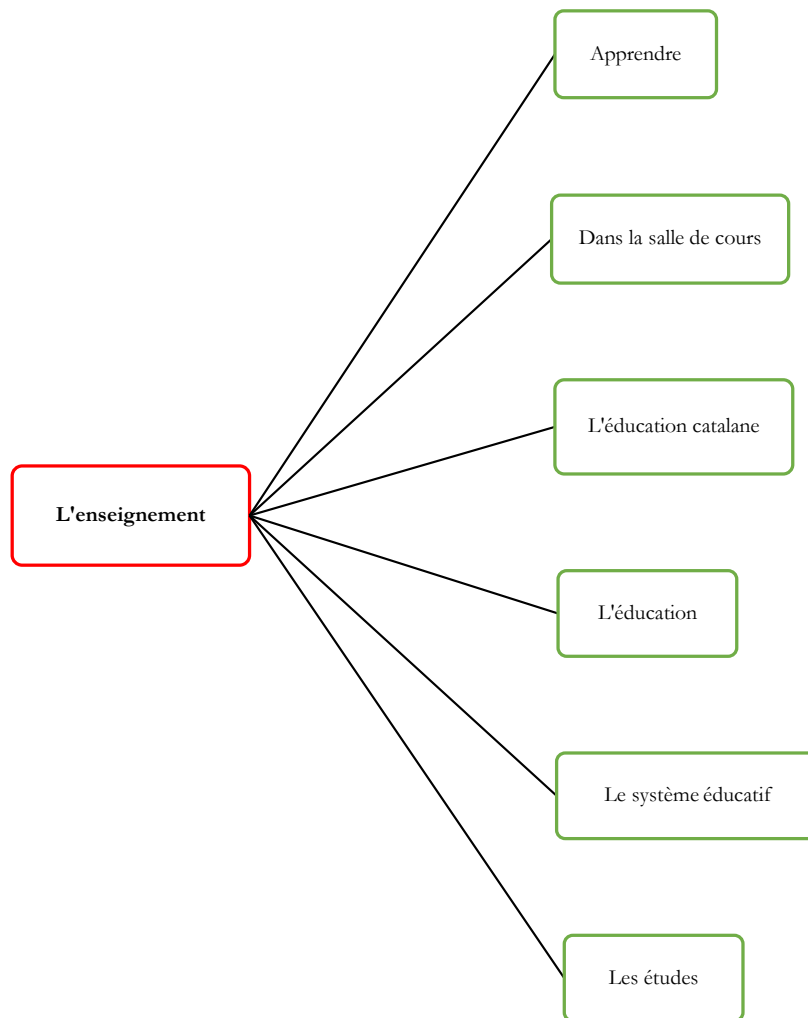 Apprendre
Dans la salle de cours
L'éducation catalane
L'enseignement
L'éducation
Le système éducatif
Les études